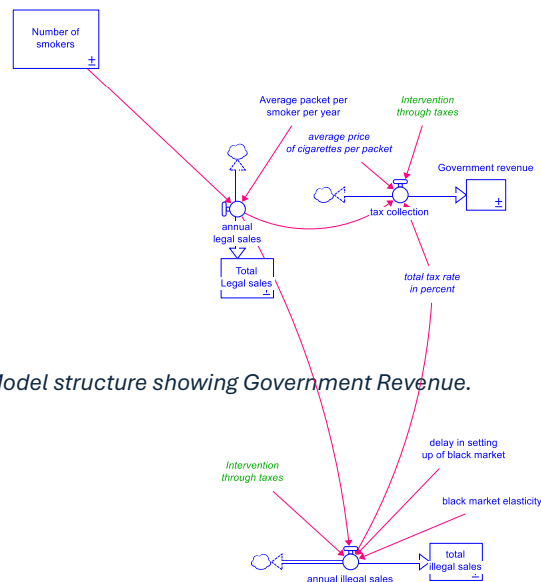 Number of
smokers
±
Average packet per
smoker per year
Intervention
through taxes
average price
of cigarettes per packet
Government revenue
±
tax collection
annual
legal sales
Total
Legal sales
total tax rate
in percent
Model structure showing Government Revenue.
delay in setting
up of black market
Intervention
through taxes
black market elasticity
total
illegal sales
annual illegal sales